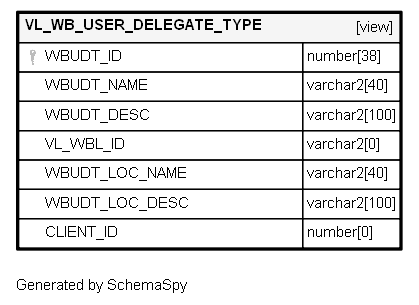 VL_WB_USER_DELEGATE_TYPE [view]
WBUDT_ID number[38]
WBUDT_NAME varchar2[40]
WBUDT_DESC varchar2[100]
VL_WBL_ID varchar2[0]
WBUDT_LOC_NAME varchar2[40]
WBUDT_LOC_DESC varchar2[100]
CLIENT_ID number[0]
Generated by SchemaSpy